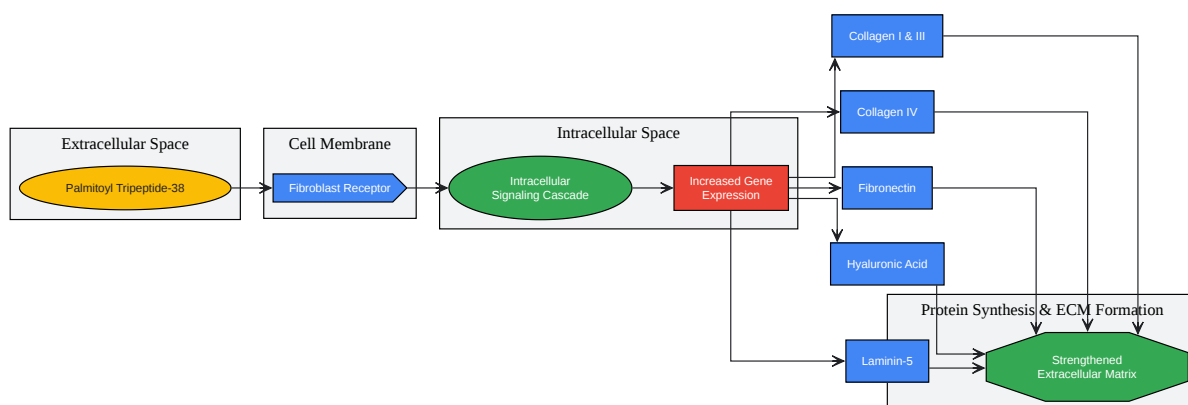 Collagen I & III
Collagen IV
Extracellular Space
Palmitoyl Tripeptide-38
Cell Membrane
Fibroblast Receptor
Intracellular Space
Intracellular
Signaling Cascade
Increased Gene
Expression
Fibronectin
Hyaluronic Acid
Protein Synthesis & ECM Formation
Laminin-5
Strengthened
Extracellular Matrix